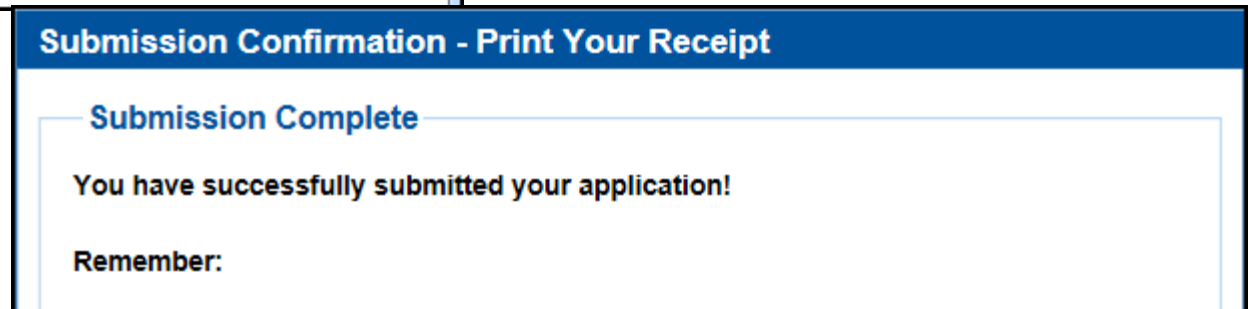 Submission Confirmation - Print Your Receipt
Submission Complete
You have successfully submitted your application!
Remember: